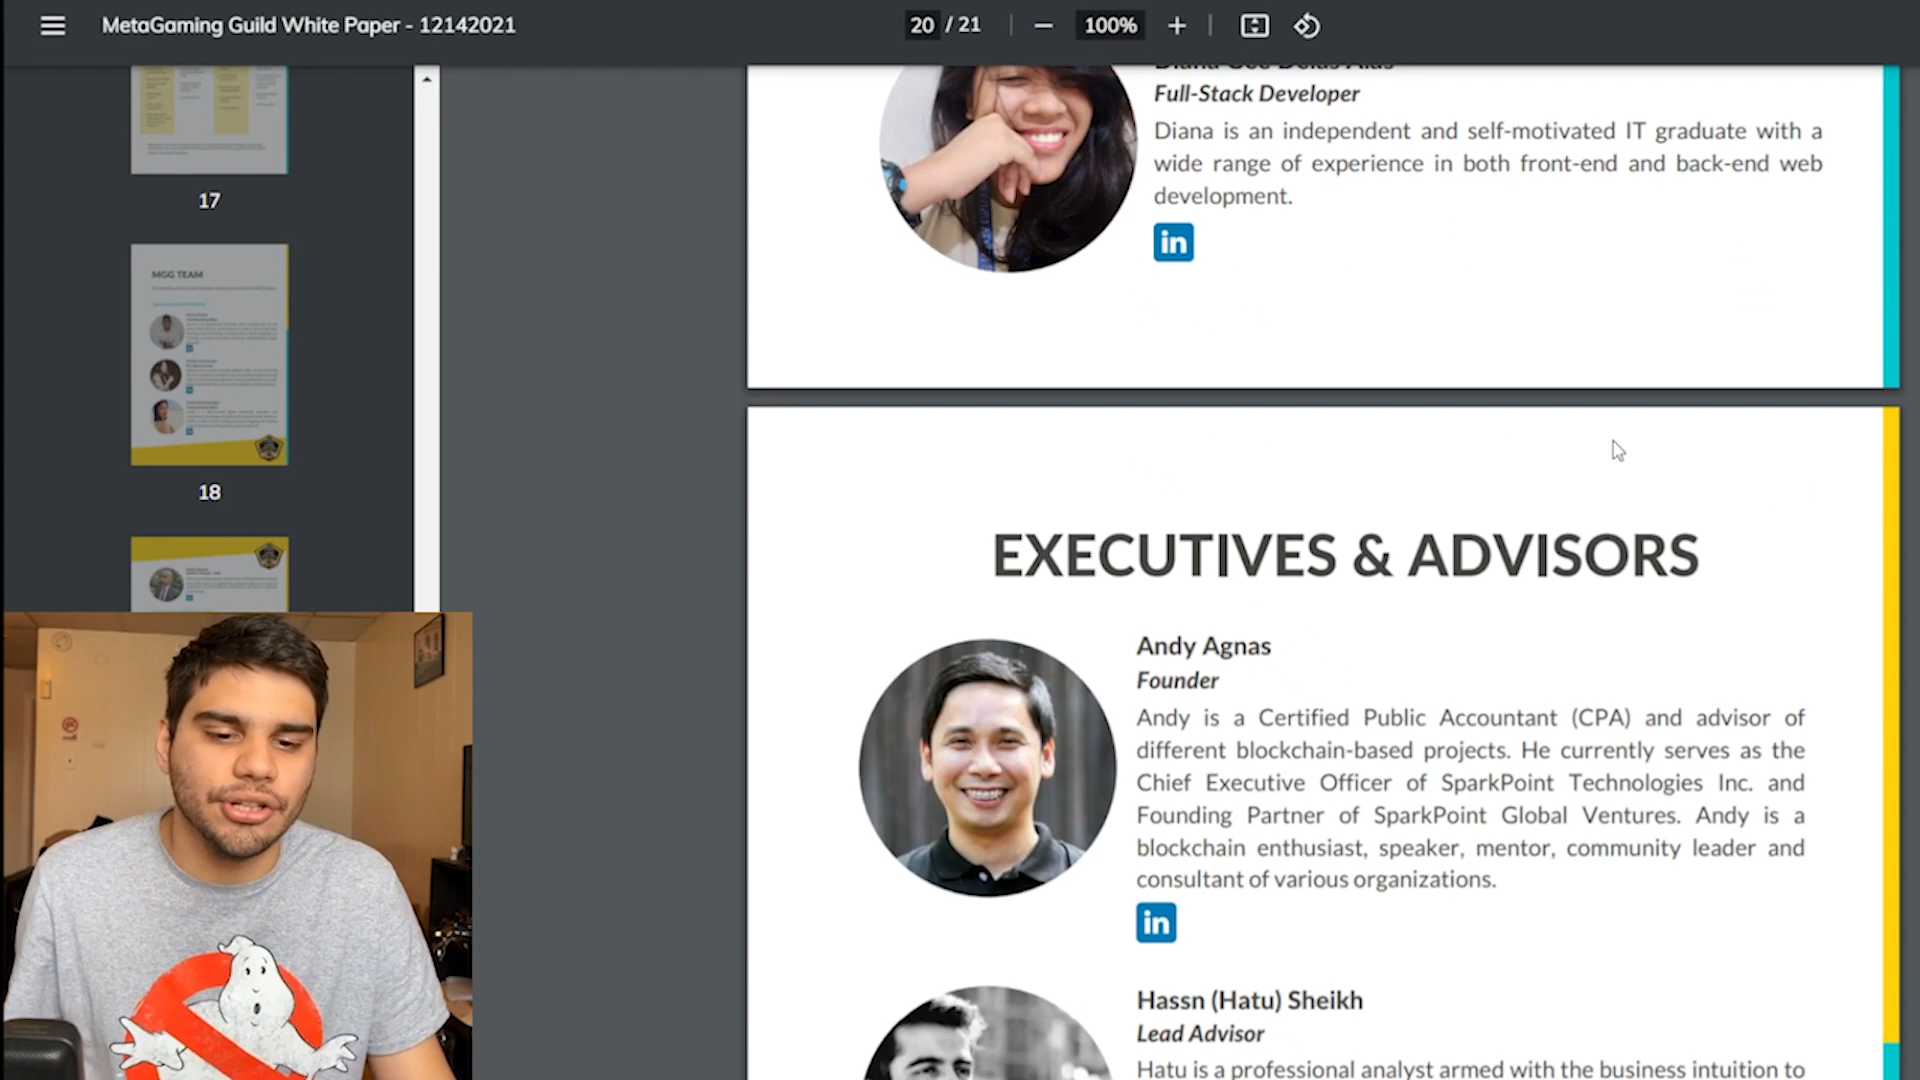 MetaGaming Guild White Paper - 12142021
20 / 21
100%
17
MGG TEAM
18
Full-Stack Developer
Diana is an independent and self-motivated IT graduate with a
wide range of experience in both front-end and back-end web
development.
in
EXECUTIVES & ADVISORS
Andy Agnas
Founder
Andy is a Certified Public Accountant (CPA) and advisor of
different blockchain-based projects. He currently serves as the
Chief Executive Officer of SparkPoint Technologies Inc. and
Founding Partner of SparkPoint Global Ventures. Andy is a
blockchain enthusiast, speaker, mentor, community leader and
consultant of various organizations.
in
Hassn (Hatu) Sheikh
Lead Advisor
Hatu is a professional analyst armed with the business intuition to